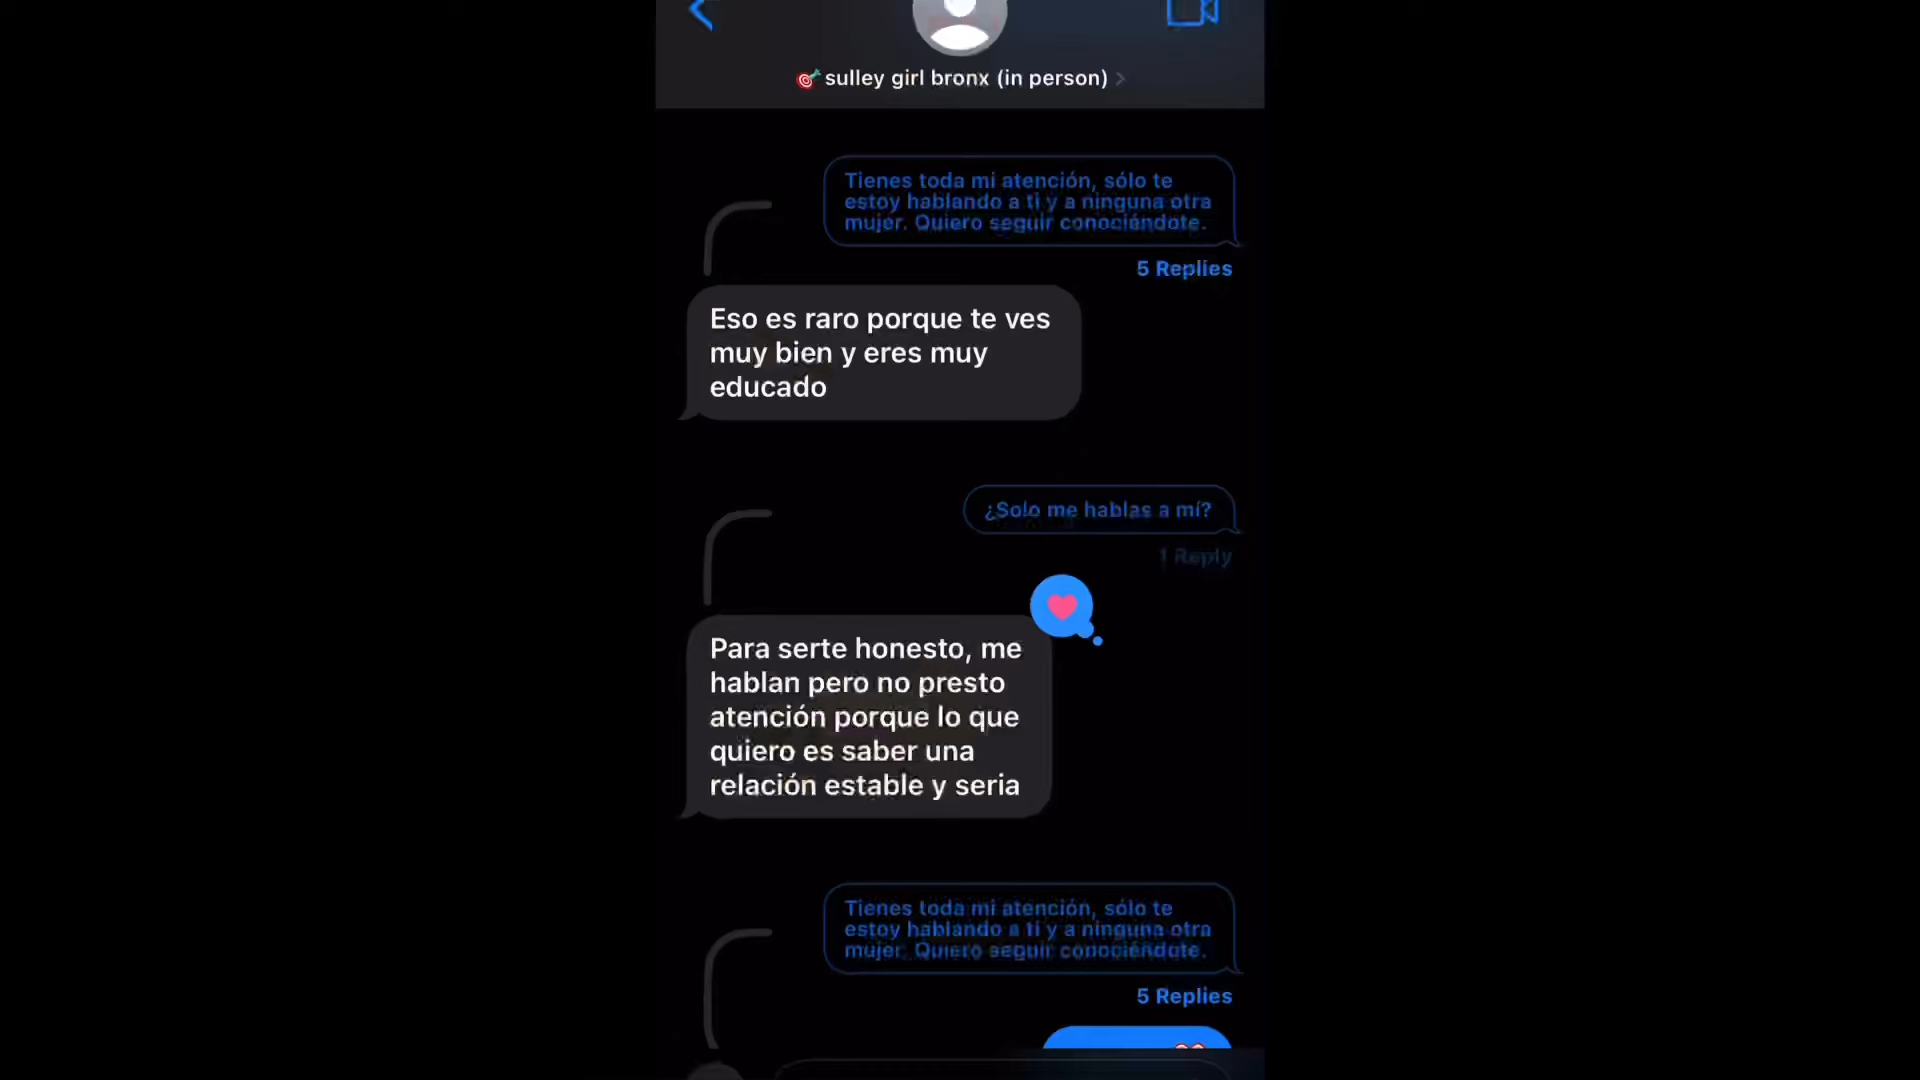 🎯 sulley girl bronx (in person) >
Tienes toda mi atención, sólo te
estoy hablando a ti y a ninguna otra
mujer. Quiero seguir conociéndote.
5 Replies
Eso es raro porque te ves
muy bien y eres muy
educado
¿Solo me hablas a mí?
1 Reply
Para serte honesto, me
hablan pero no presto
atención porque lo que
quiero es saber una
relación estable y seria
Tienes toda mi atención, sólo te
estoy hablando a ti y a ninguna otra
mujer. Quiero seguir conociéndote.
5 Replies